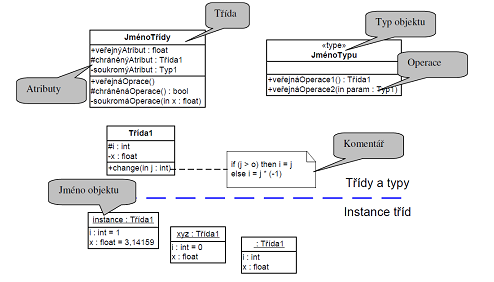 Třída
JménoTřídy
+veřejnýAtribut : float
#chráněnýAtribut : Třída1
-soukromýAtribut : Typ1
+veřejnáOprace()
#chráněnáOperace() : bool
-soukromáOperace(in x : float)
Atributy
Typ objektu
«type»
JménoTypu
+veřejnáOperace1() : Třída1
+veřejnáOperace2(in param : Typ1)
Operace
Třída1
#i : int
-x : float
+change(in j : int)
if (j > o) then i = j
else i = j * (-1)
Komentář
Třídy a typy
Jméno objektu
Instance tříd
instance : Třída1
i : int = 1
x : float = 3,14159
xyz : Třída1
i : int = 0
x : float
: Třída1
i : int
x : float